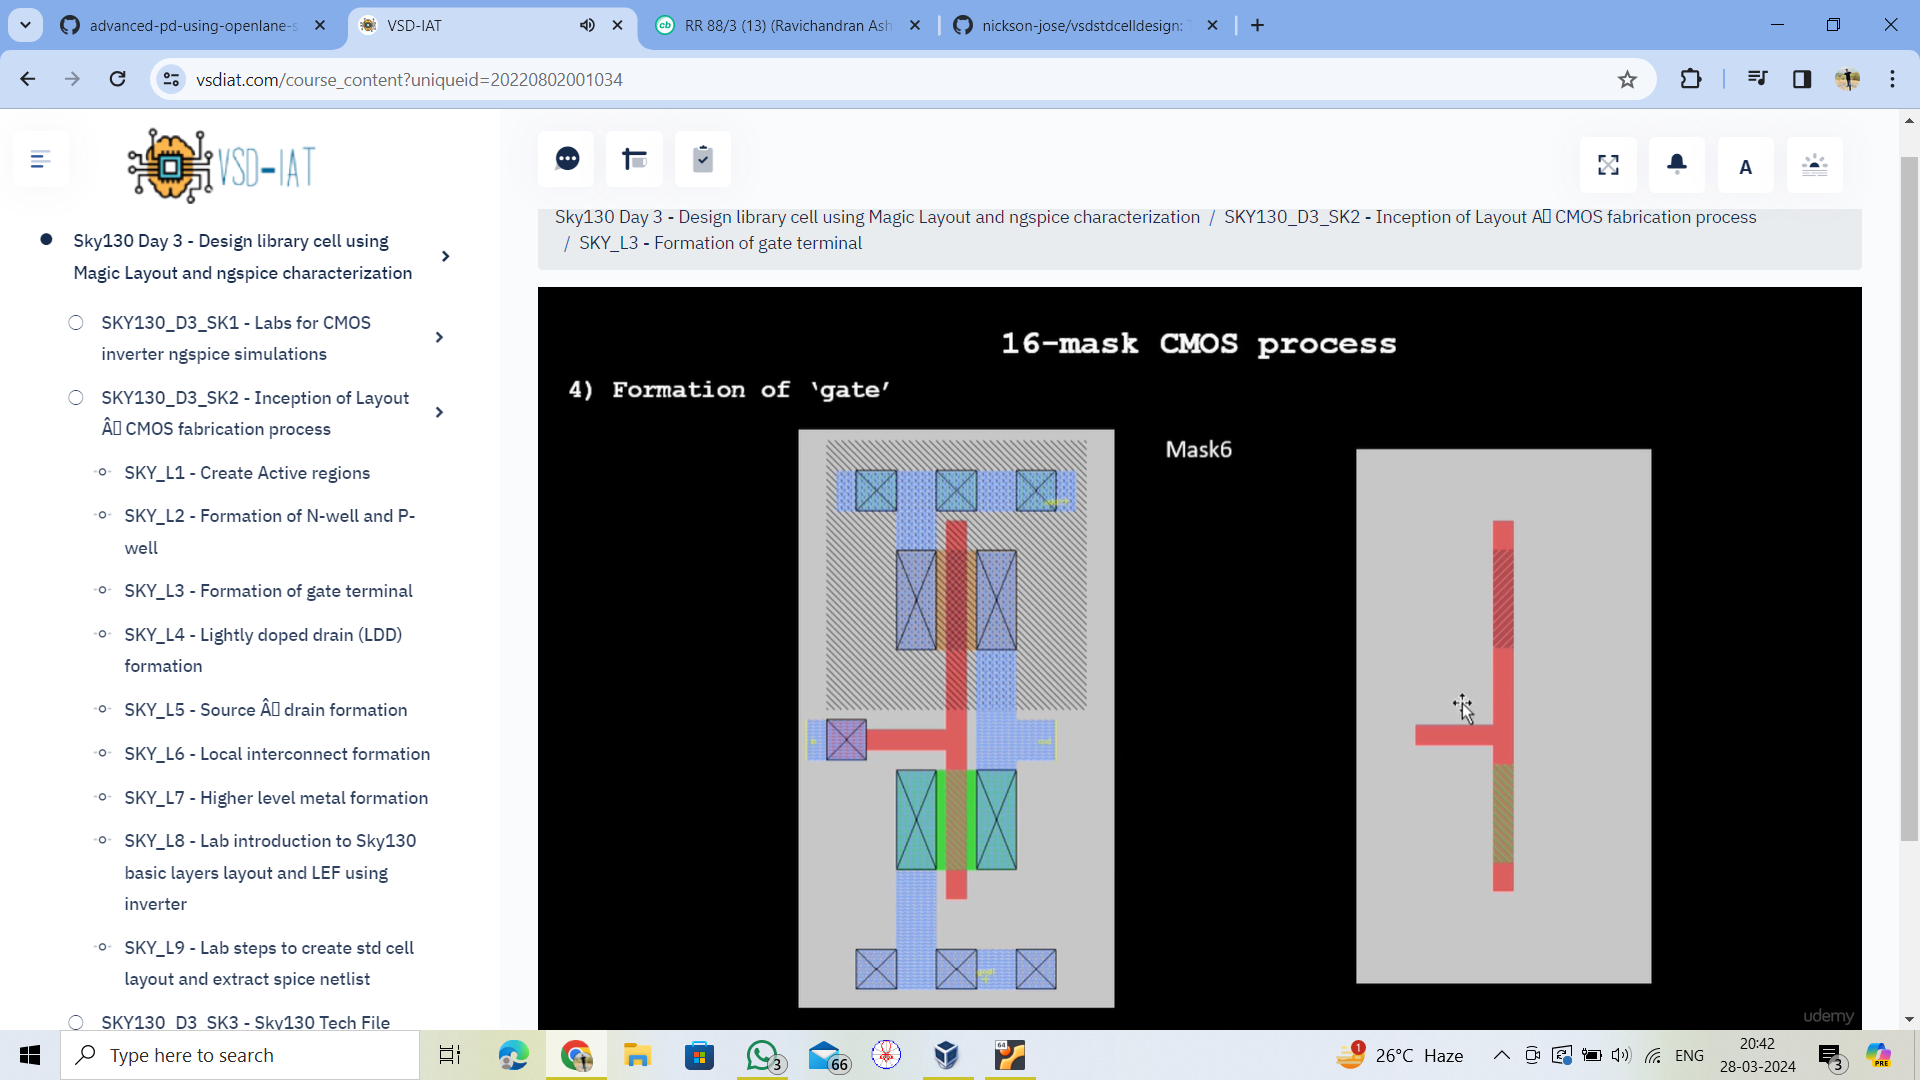 advanced-pd-using-openlane-s
VSD-IAT
RR 88/3 (13) (Ravichandran Ash
nickson-jose/vsdstdcelldesign: T
vsdiat.com/course_content?uniqueid=20220802001034
VSD-IAT
A
Sky130 Day 3 - Design library cell using Magic Layout and ngspice characterization / SKY130_D3_SK2 - Inception of Layout Â CMOS fabrication process
/ SKY_L3 - Formation of gate terminal
Sky130 Day 3 - Design library cell using
Magic Layout and ngspice characterization
SKY130_D3_SK1 - Labs for CMOS
inverter ngspice simulations
SKY130_D3_SK2 - Inception of Layout
Â CMOS fabrication process
SKY_L1 - Create Active regions
SKY_L2 - Formation of N-well and P-
well
SKY_L3 - Formation of gate terminal
SKY_L4 - Lightly doped drain (LDD)
formation
SKY_L5 - Source Â drain formation
SKY_L6 - Local interconnect formation
SKY_L7 - Higher level metal formation
SKY_L8 - Lab introduction to Sky130
basic layers layout and LEF using
inverter
SKY_L9 - Lab steps to create std cell
layout and extract spice netlist
SKY130_D3_SK3 - Sky130 Tech File
16-mask CMOS process
4) Formation of ‘gate’
Mask6
udemy
Type here to search
3
66
64
1
26°C Haze
ENG
20:42
28-03-2024
3
PRE